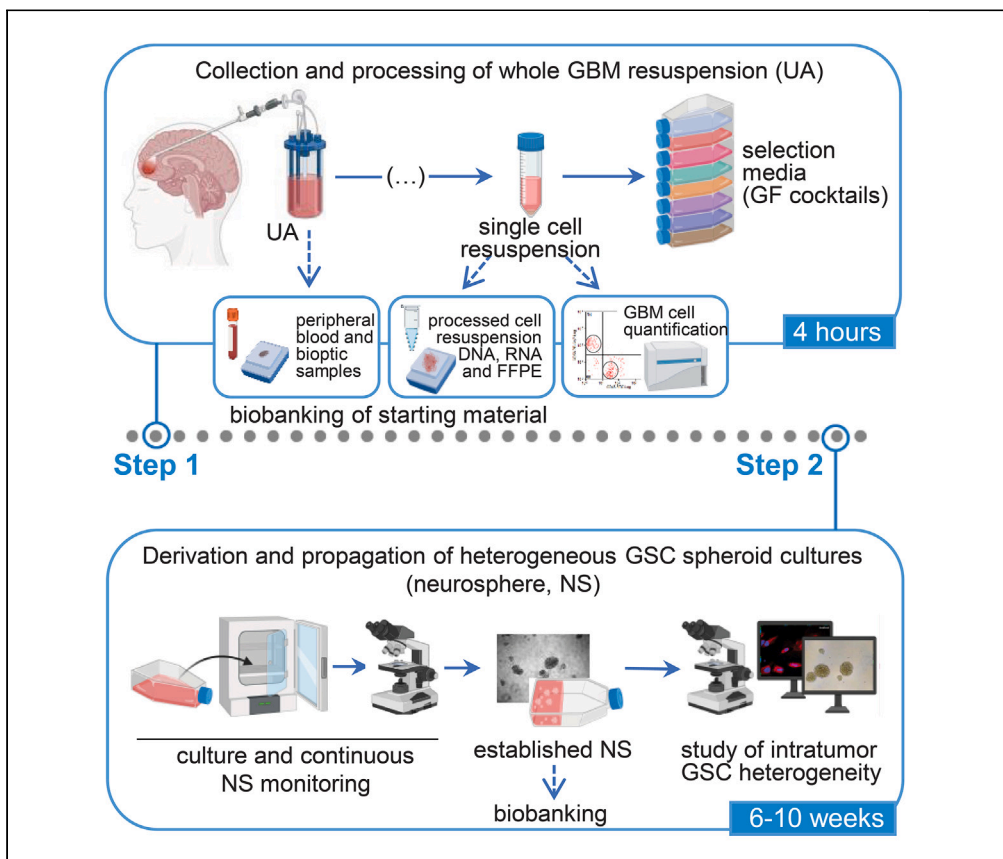 Collection and processing of whole GBM resuspension (UA)
UA
(...)
single cell
resuspension
selection
media
(GF cocktails)
peripheral
blood and
bioptic
samples
processed cell
resuspension
DNA, RNA
and FFPE
GBM cell
quantification
4 hours
biobanking of starting material
Step 1
Step 2
Derivation and propagation of heterogeneous GSC spheroid cultures
(neurosphere, NS)
culture and continuous
NS monitoring
established NS
biobanking
study of intratumor
GSC heterogeneity
6-10 weeks